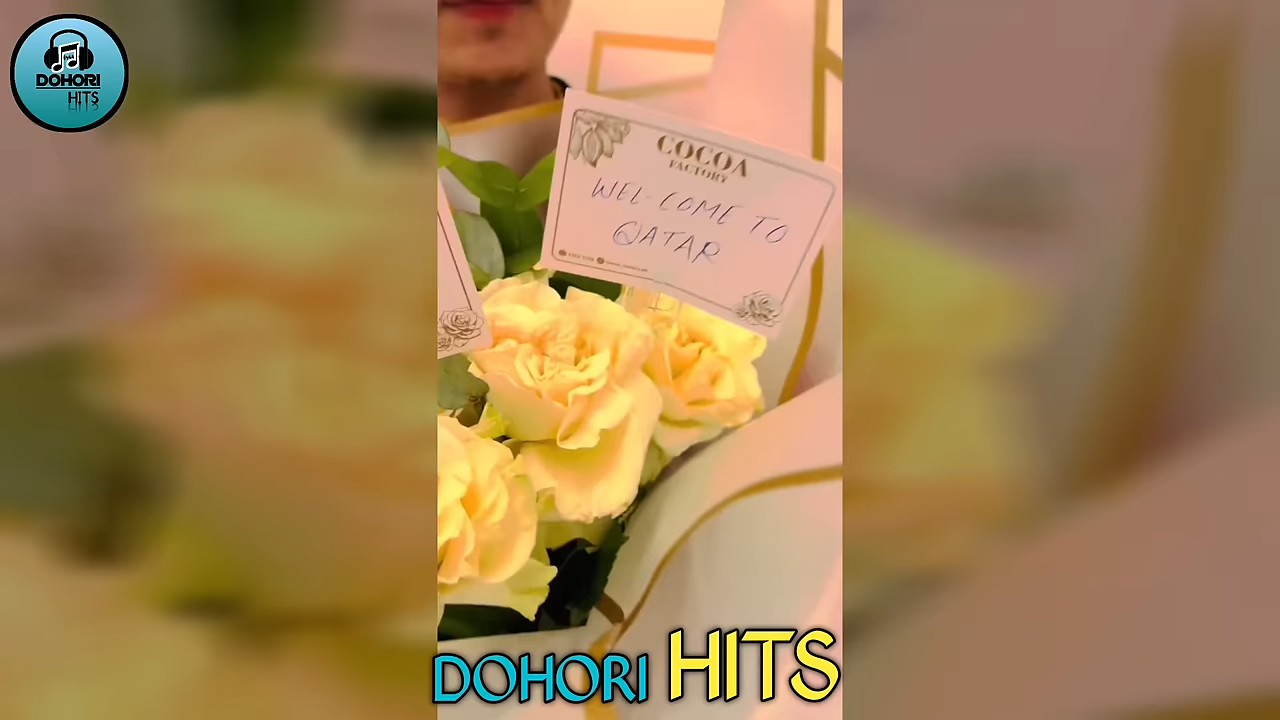 DOHORI
HITS
COCOA
FACTORY
WEL-COME TO
QATAR
DOHORI HITS